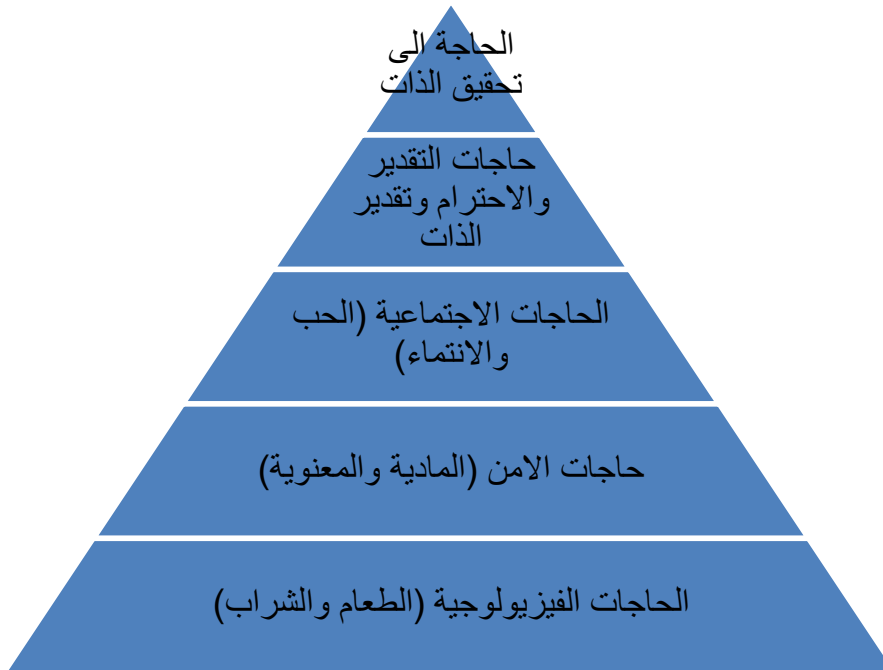 الحاجة الى
تحقيق الذات
حاجات التقدير
والاحترام وتقدير
الذات
الحاجات الاجتماعية (الحب
والانتماء)
حاجات الامن (المادية والمعنوية)
الحاجات الفيزيولوجية (الطعام والشراب)